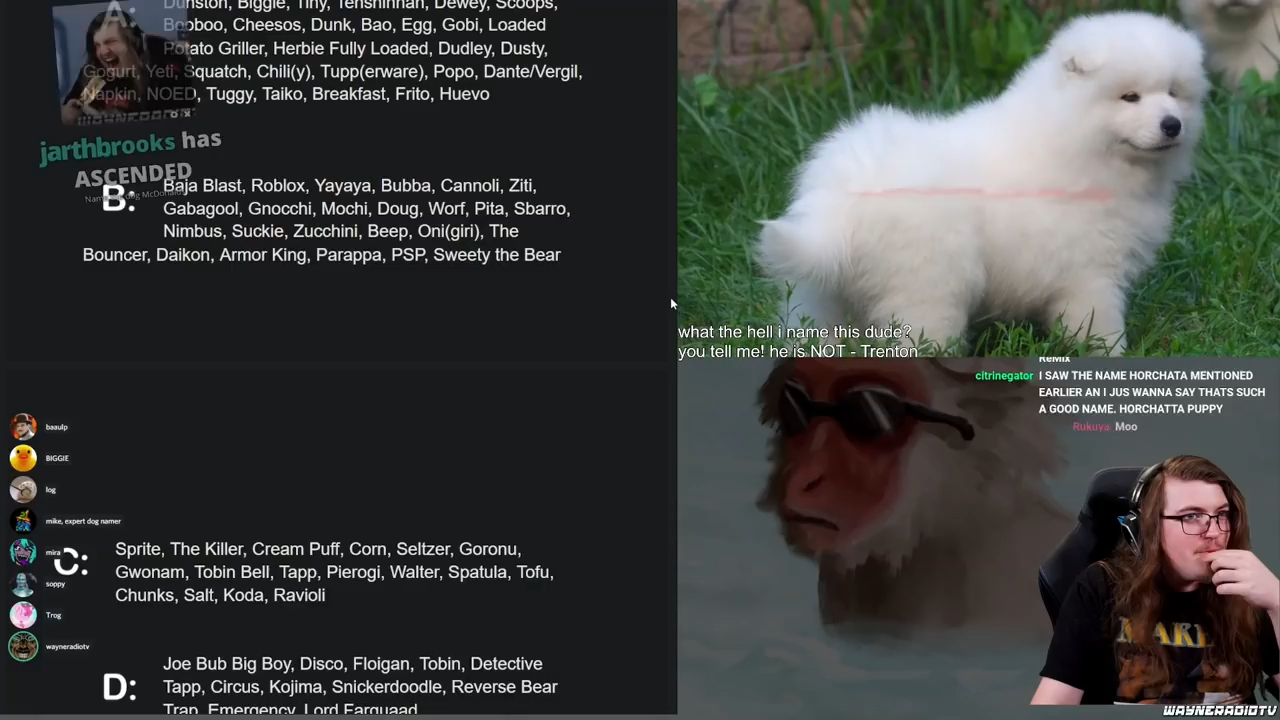 A:
Dunston, Biggie, Tiny, Tenshinhan, Dewey, Scoops,
Booboo, Cheesos, Dunk, Bao, Egg, Gobi, Loaded
Potato Griller, Herbie Fully Loaded, Dudley, Dusty,
Gogurt, Yeti, Squatch, Chili(y), Tupp(erware), Popo, Dante/Vergil,
Napkin, NOED, Tuggy, Taiko, Breakfast, Frito, Huevo
jarthbrooks has
ASCENDED
B:
Baja Blast, Roblox, Yayaya, Bubba, Cannoli, Ziti,
Gabagool, Gnocchi, Mochi, Doug, Worf, Pita, Sbarro,
Nimbus, Suckie, Zucchini, Beep, Oni(giri), The
Bouncer, Daikon, Armor King, Parappa, PSP, Sweety the Bear
baaulp
BIGGIE
log
mike, expert dog namer
mira
soppy
Trog
wayneradiotv
C:
Sprite, The Killer, Cream Puff, Corn, Seltzer, Goronu,
Gwonam, Tobin Bell, Tapp, Pierogi, Walter, Spatula, Tofu,
Chunks, Salt, Koda, Ravioli
D:
Joe Bub Big Boy, Disco, Floigan, Tobin, Detective
Tapp, Circus, Kojima, Snickerdoodle, Reverse Bear
Trap, Emergency, Lord Farquaad
what the hell i name this dude?
you tell me! he is NOT - Trenton
ReMix
citrinegator I SAW THE NAME HORCHATA MENTIONED
EARLIER AN I JUS WANNA SAY THATS SUCH
A GOOD NAME. HORCHATTA PUPPY
Rukuya Moo
WAYNERADIOTV